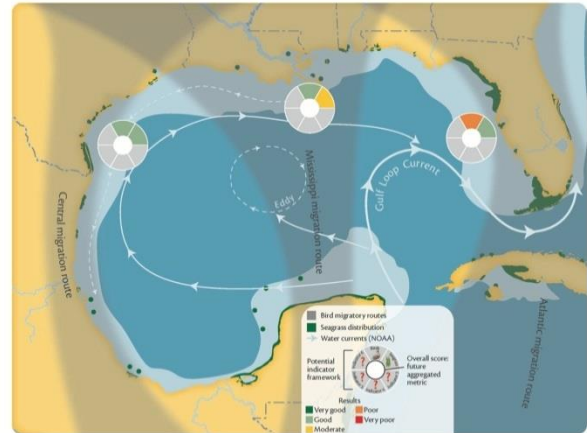 Central migration route
Mississippi migration route
Eddy
Gulf Loop Current
Atlantic migration route
Bird migratory routes
Seagrass distribution
Water currents (NOAA)
Potential
indicator
framework
Overall score:
future
aggregated
metric
Results
Very good
Good
Moderate
Poor
Very poor